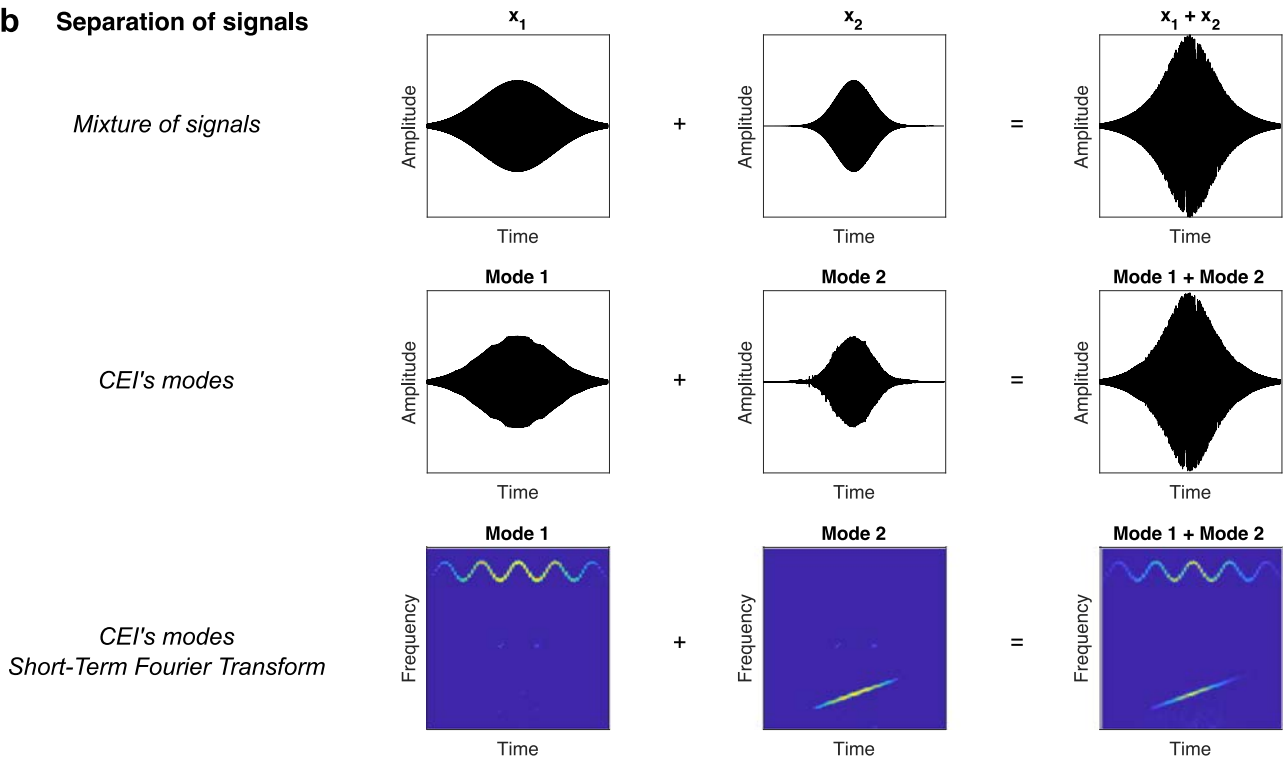 b Separation of signals
x1
x2
x1 + x2
Mixture of signals
Amplitude
+
Amplitude
=
Amplitude
Time
Time
Time
Mode 1
Mode 2
Mode 1 + Mode 2
CEI's modes
Amplitude
+
Amplitude
=
Amplitude
Time
Time
Time
Mode 1
Mode 2
Mode 1 + Mode 2
CEI's modes
Short-Term Fourier Transform
Frequency
+
Frequency
=
Frequency
Time
Time
Time